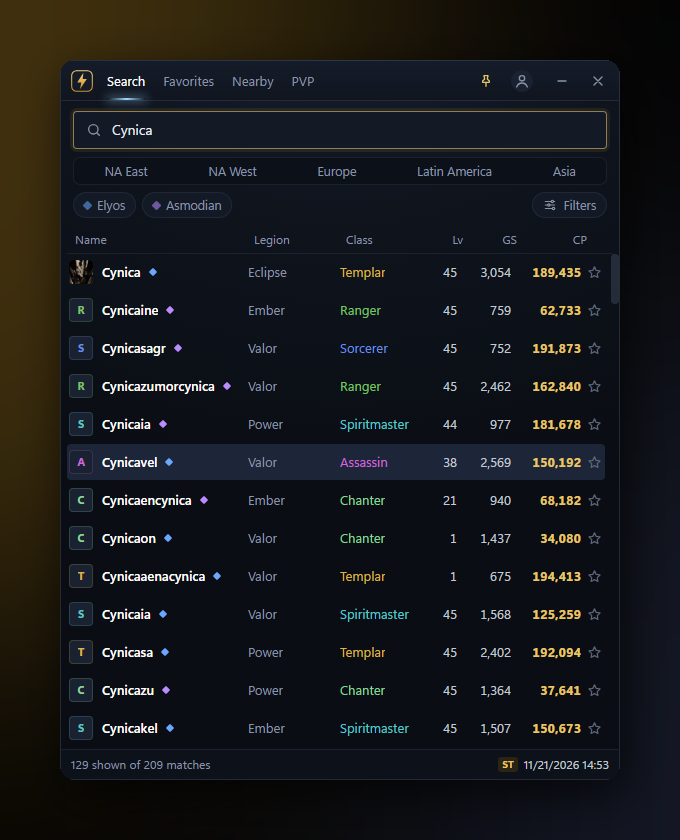 Search Favorites Nearby PVP
Cynica
NA East NA West Europe Latin America Asia
Elyos Asmodian Filters
Name Legion Class Lv GS CP
Cynica Eclipse Templar 45 3,054 189,435
R Cynicaine Ember Ranger 45 759 62,733
S Cynicasagr Valor Sorcerer 45 752 191,873
R Cynicazumorcynica Valor Ranger 45 2,462 162,840
S Cynicaia Power Spiritmaster 44 977 181,678
A Cynicavel Valor Assassin 38 2,569 150,192
C Cynicaencynica Ember Chanter 21 940 68,182
C Cynicaon Valor Chanter 1 1,437 34,080
T Cynicaaenacynica Valor Templar 1 675 194,413
S Cynicaia Valor Spiritmaster 45 1,568 125,259
T Cynicasa Power Templar 45 2,402 192,094
C Cynicazu Power Chanter 45 1,364 37,641
S Cynicakel Ember Spiritmaster 45 1,507 150,673
129 shown of 209 matches ST 11/21/2026 14:53